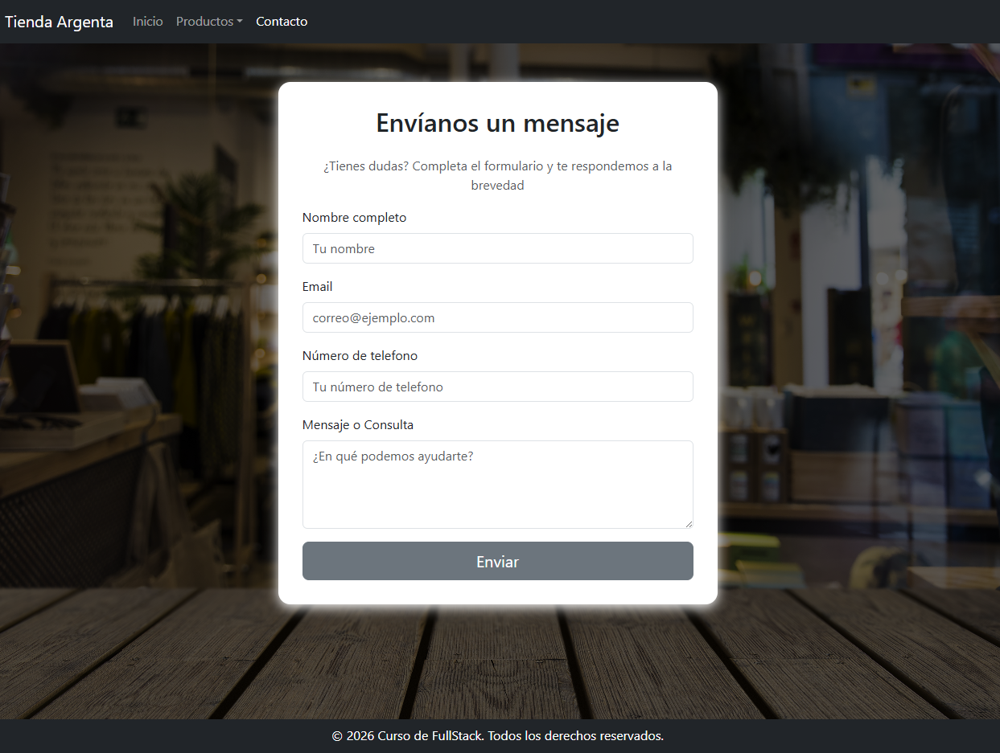 Tienda Argenta Inicio Productos Contacto
Envíanos un mensaje
¿Tienes dudas? Completa el formulario y te respondemos a la
brevedad
Nombre completo
Tu nombre
Email
correo@ejemplo.com
Número de telefono
Tu número de telefono
Mensaje o Consulta
¿En qué podemos ayudarte?
Enviar
© 2026 Curso de FullStack. Todos los derechos reservados.